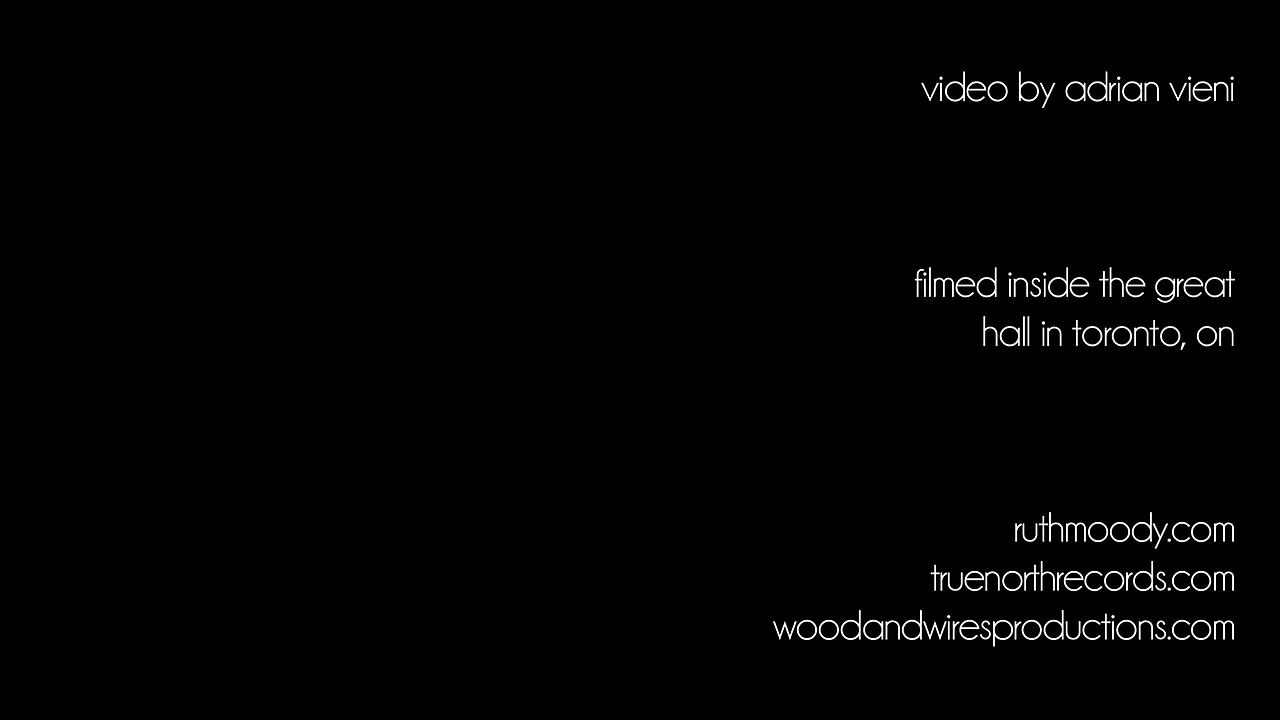 video by adrian vieni
filmed inside the great
hall in toronto, on
ruthmoody.com
truenorthrecords.com
woodandwiresproductions.com